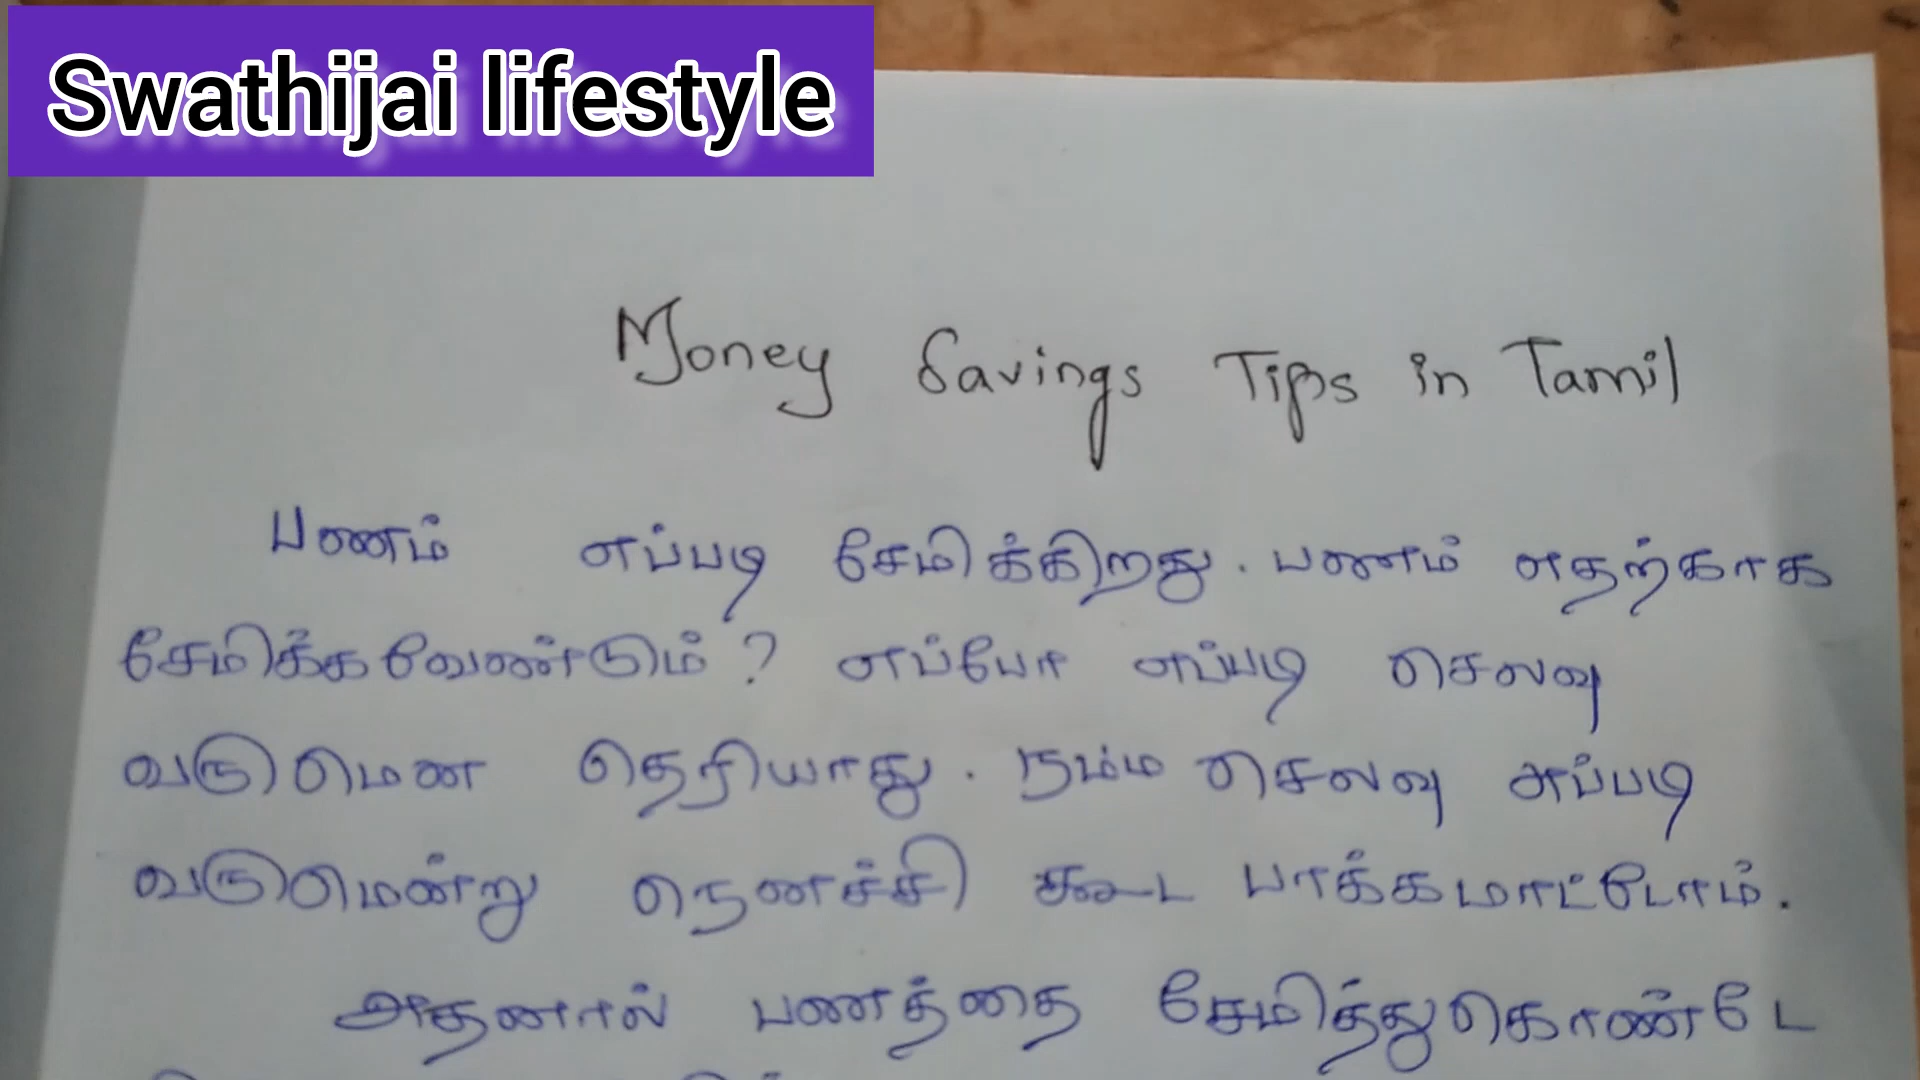 Swathijai lifestyle
Money Savings Tips in Tamil
பணம் எப்படி சேமிக்கிறது. பணம் எதற்காக
சேமிக்கவேண்டும்? எப்போ எப்படி செலவு
வருமென தெரியாது. நம்ம செலவு அப்படி
வருமென்று நெனச்சி கூட பாக்கமாட்டோம்.
அதனால் பணத்தை சேமித்துகொண்டே